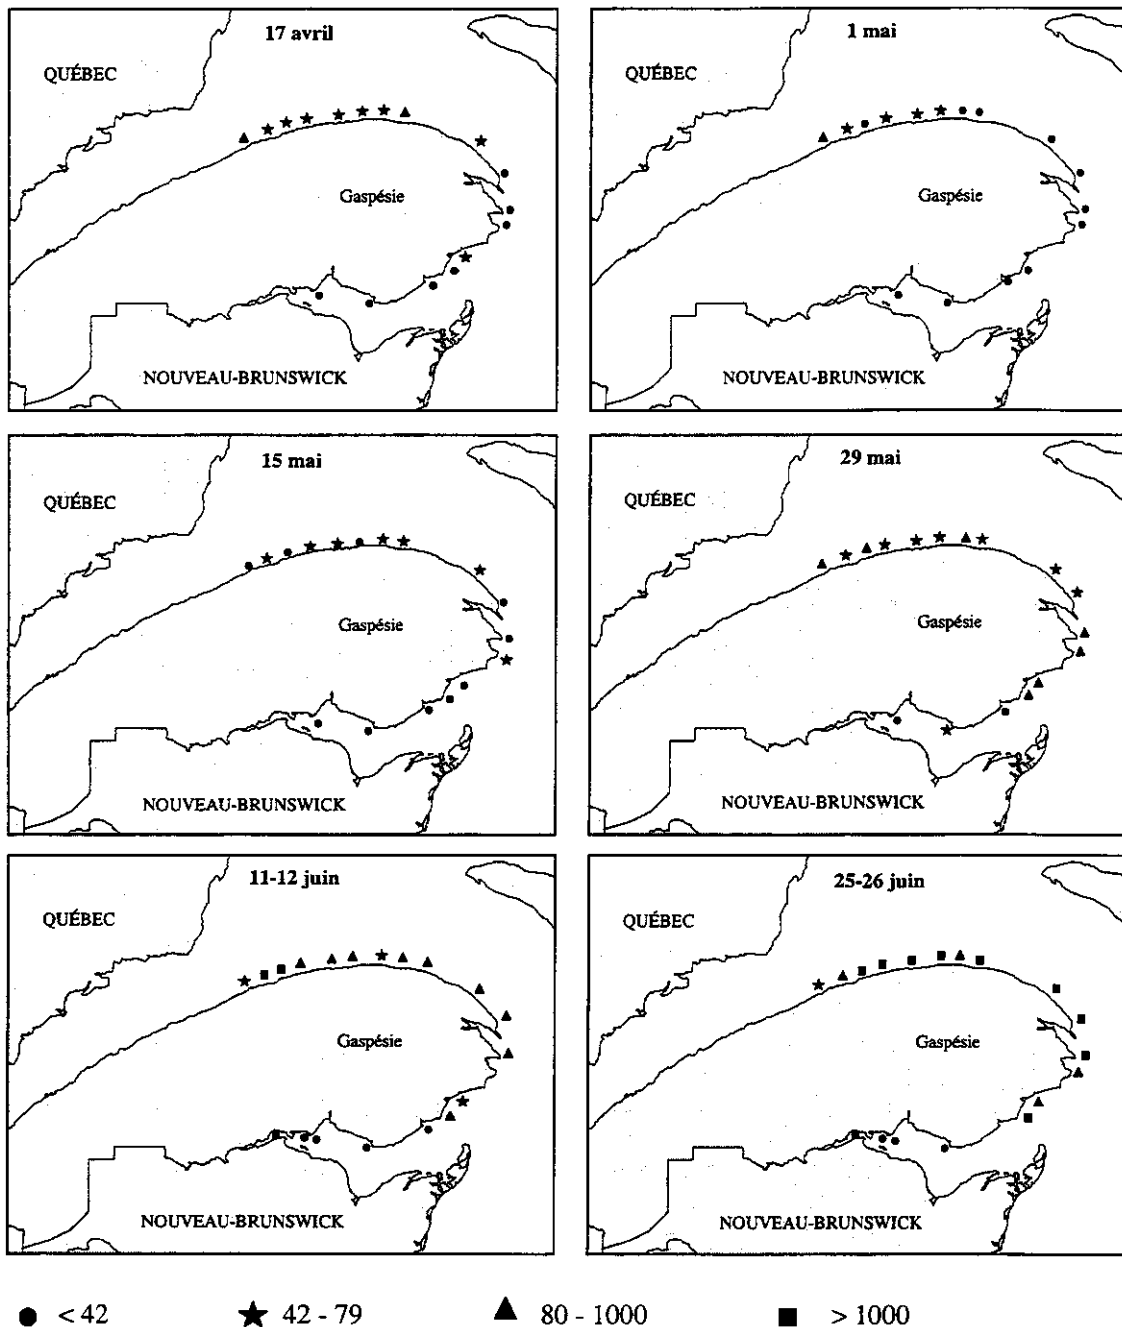 17 avril
QUÉBEC
Gaspésie
NOUVEAU-BRUNSWICK
1 mai
QUÉBEC
Gaspésie
NOUVEAU-BRUNSWICK
15 mai
QUÉBEC
Gaspésie
NOUVEAU-BRUNSWICK
29 mai
QUÉBEC
Gaspésie
NOUVEAU-BRUNSWICK
11-12 juin
QUÉBEC
Gaspésie
NOUVEAU-BRUNSWICK
25-26 juin
QUÉBEC
Gaspésie
NOUVEAU-BRUNSWICK
< 42 42 - 79 80 - 1000 > 1000